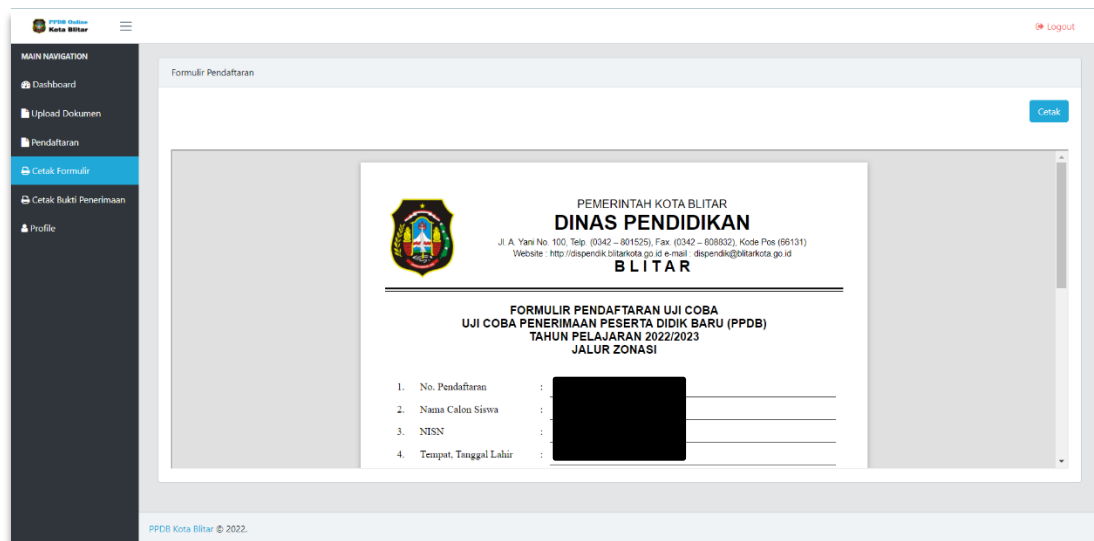 PPDB Online
Kota Blitar
Logout
MAIN NAVIGATION
Dashboard
Upload Dokumen
Pendaftaran
Cetak Formulir
Cetak Bukti Penerimaan
Profile
Formulir Pendaftaran
Cetak
PEMERINTAH KOTA BLITAR
DINAS PENDIDIKAN
Jl. A. Yani No. 100, Telp. (0342 – 801525), Fax. (0342 – 808832), Kode Pos (66131)
Website : http://dispendik.blitarkota.go.id e-mail : dispendik@blitarkota.go.id
B L I T A R
FORMULIR PENDAFTARAN UJI COBA
UJI COBA PENERIMAAN PESERTA DIDIK BARU (PPDB)
TAHUN PELAJARAN 2022/2023
JALUR ZONASI
1. No. Pendaftaran :
2. Nama Calon Siswa :
3. NISN :
4. Tempat, Tanggal Lahir :
PPDB Kota Blitar © 2022.